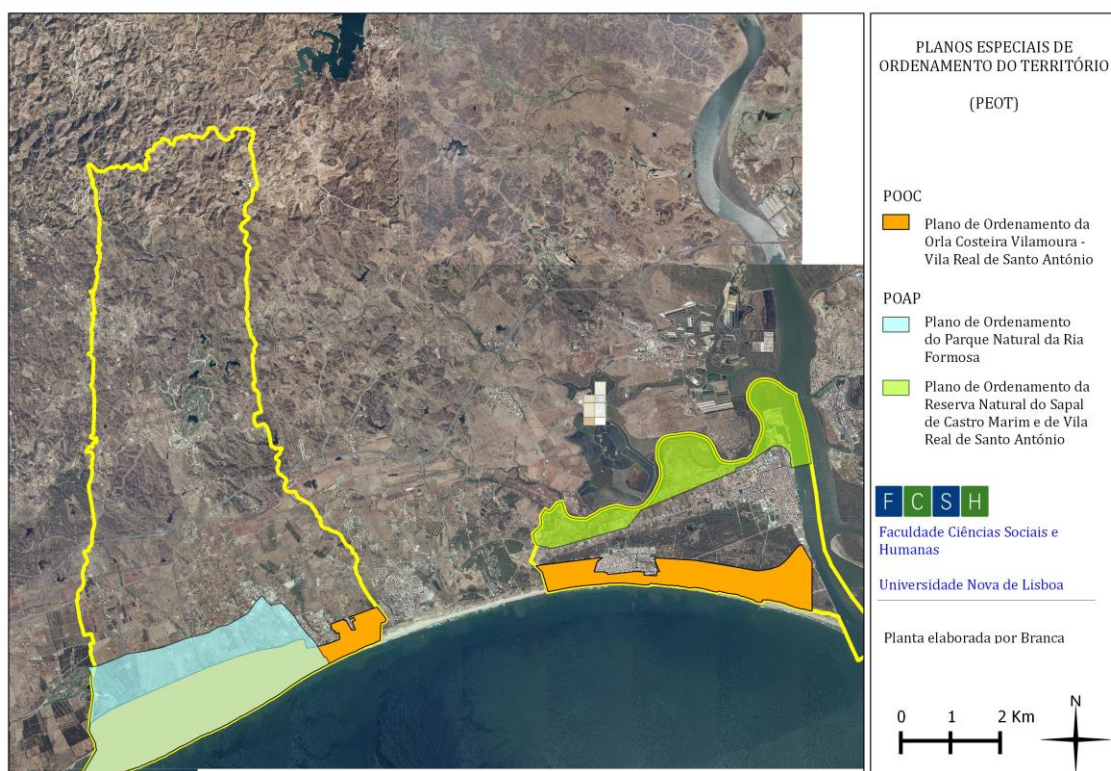 PLANOS ESPECIAIS DE
ORDENAMENTO DO TERRITÓRIO
(PEOT)
POOC
Plano de Ordenamento da
Orla Costeira Vilamoura -
Vila Real de Santo António
POAP
Plano de Ordenamento
do Parque Natural da Ria
Formosa
Plano de Ordenamento da
Reserva Natural do Sapal
de Castro Marim e de Vila
Real de Santo António
F C S H
Faculdade Ciências Sociais e
Humanas
Universidade Nova de Lisboa
Planta elaborada por Branca
0 1 2 Km
N